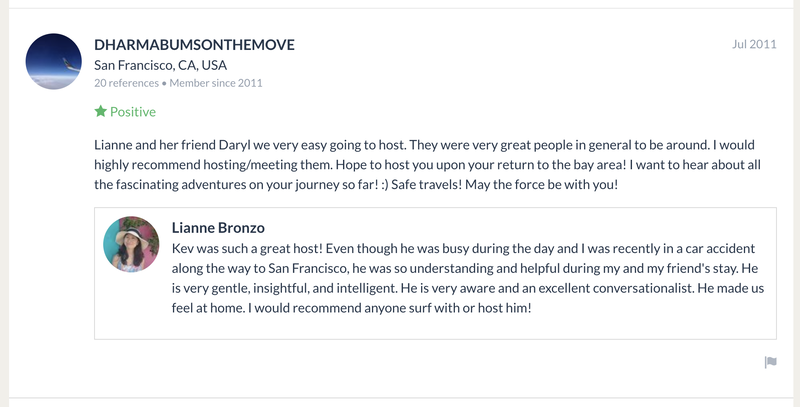 DHARMABUMSONTHEMOVE
Jul 2011
San Francisco, CA, USA
20 references • Member since 2011
Positive
Lianne and her friend Daryl we very easy going to host. They were very great people in general to be around. I would
highly recommend hosting/meeting them. Hope to host you upon your return to the bay area! I want to hear about all
the fascinating adventures on your journey so far! :) Safe travels! May the force be with you!
Lianne Bronzo
Kev was such a great host! Even though he was busy during the day and I was recently in a car accident
along the way to San Francisco, he was so understanding and helpful during my and my friend's stay. He
is very gentle, insightful, and intelligent. He is very aware and an excellent conversationalist. He made us
feel at home. I would recommend anyone surf with or host him!